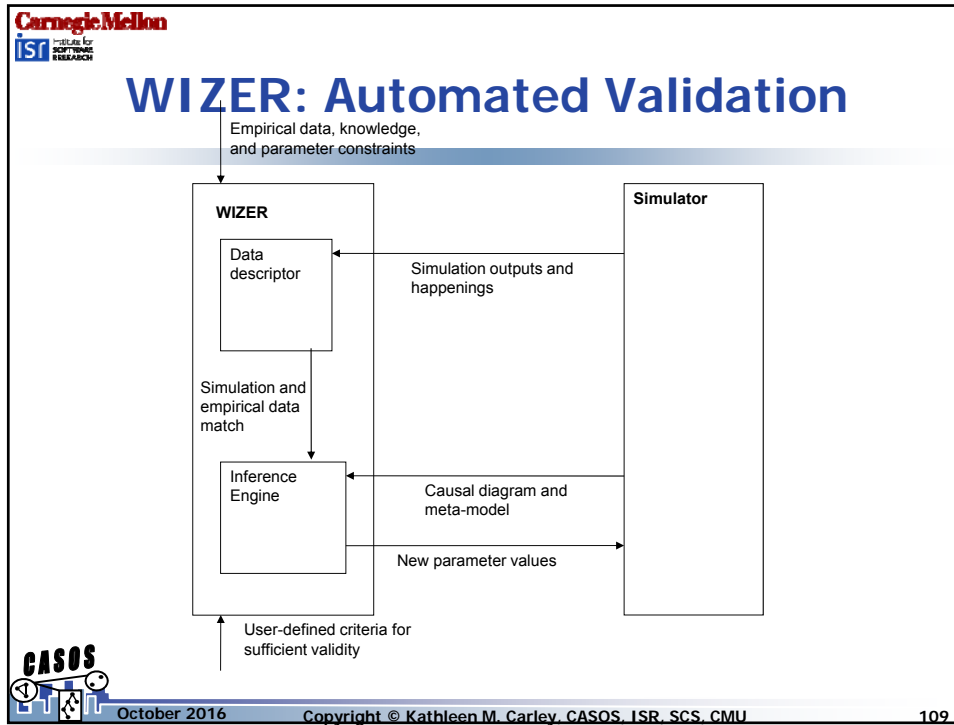 Carnegie Mellon
isr institute for
SOFTWARE
RESEARCH
WIZER: Automated Validation
Empirical data, knowledge,
and parameter constraints
WIZER
Simulator
Data
descriptor
Simulation outputs and
happenings
Simulation and
empirical data
match
Inference
Engine
Causal diagram and
meta-model
New parameter values
User-defined criteria for
sufficient validity
CASOS
October 2016
Copyright © Kathleen M. Carley, CASOS, ISR, SCS, CMU
109